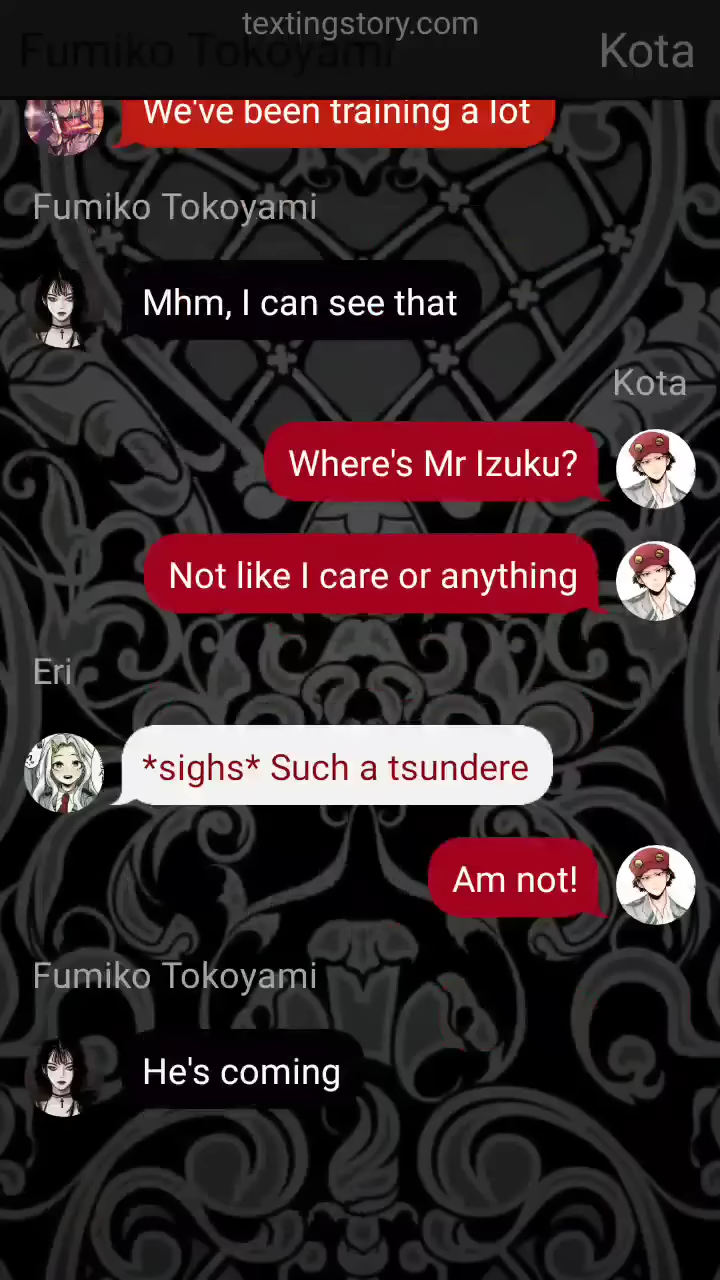 textingstory.com
Fumiko Tokoyami
Kota
We've been training a lot
Fumiko Tokoyami
Mhm, I can see that
Kota
Where's Mr Izuku?
Not like I care or anything
Eri
*sighs* Such a tsundere
Am not!
Fumiko Tokoyami
He's coming